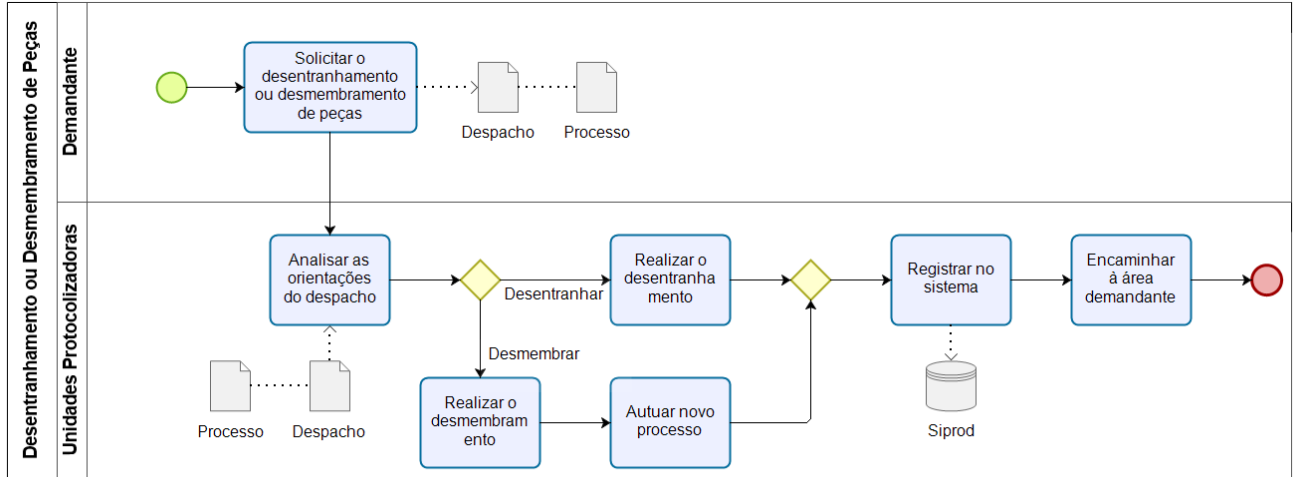 Desentranhamento ou Desmembramento de Peças
Demandante
Solicitar o
desentranhamento
ou desmembramento
de peças
Despacho
Processo
Unidades Protocolizadoras
Analisar as
orientações
do despacho
Processo
Despacho
Desentranhar
Desmembrar
Realizar o
desentranha
mento
Realizar o
desmembram
ento
Autuar novo
processo
Registrar no
sistema
Siprod
Encaminhar
à área
demandante